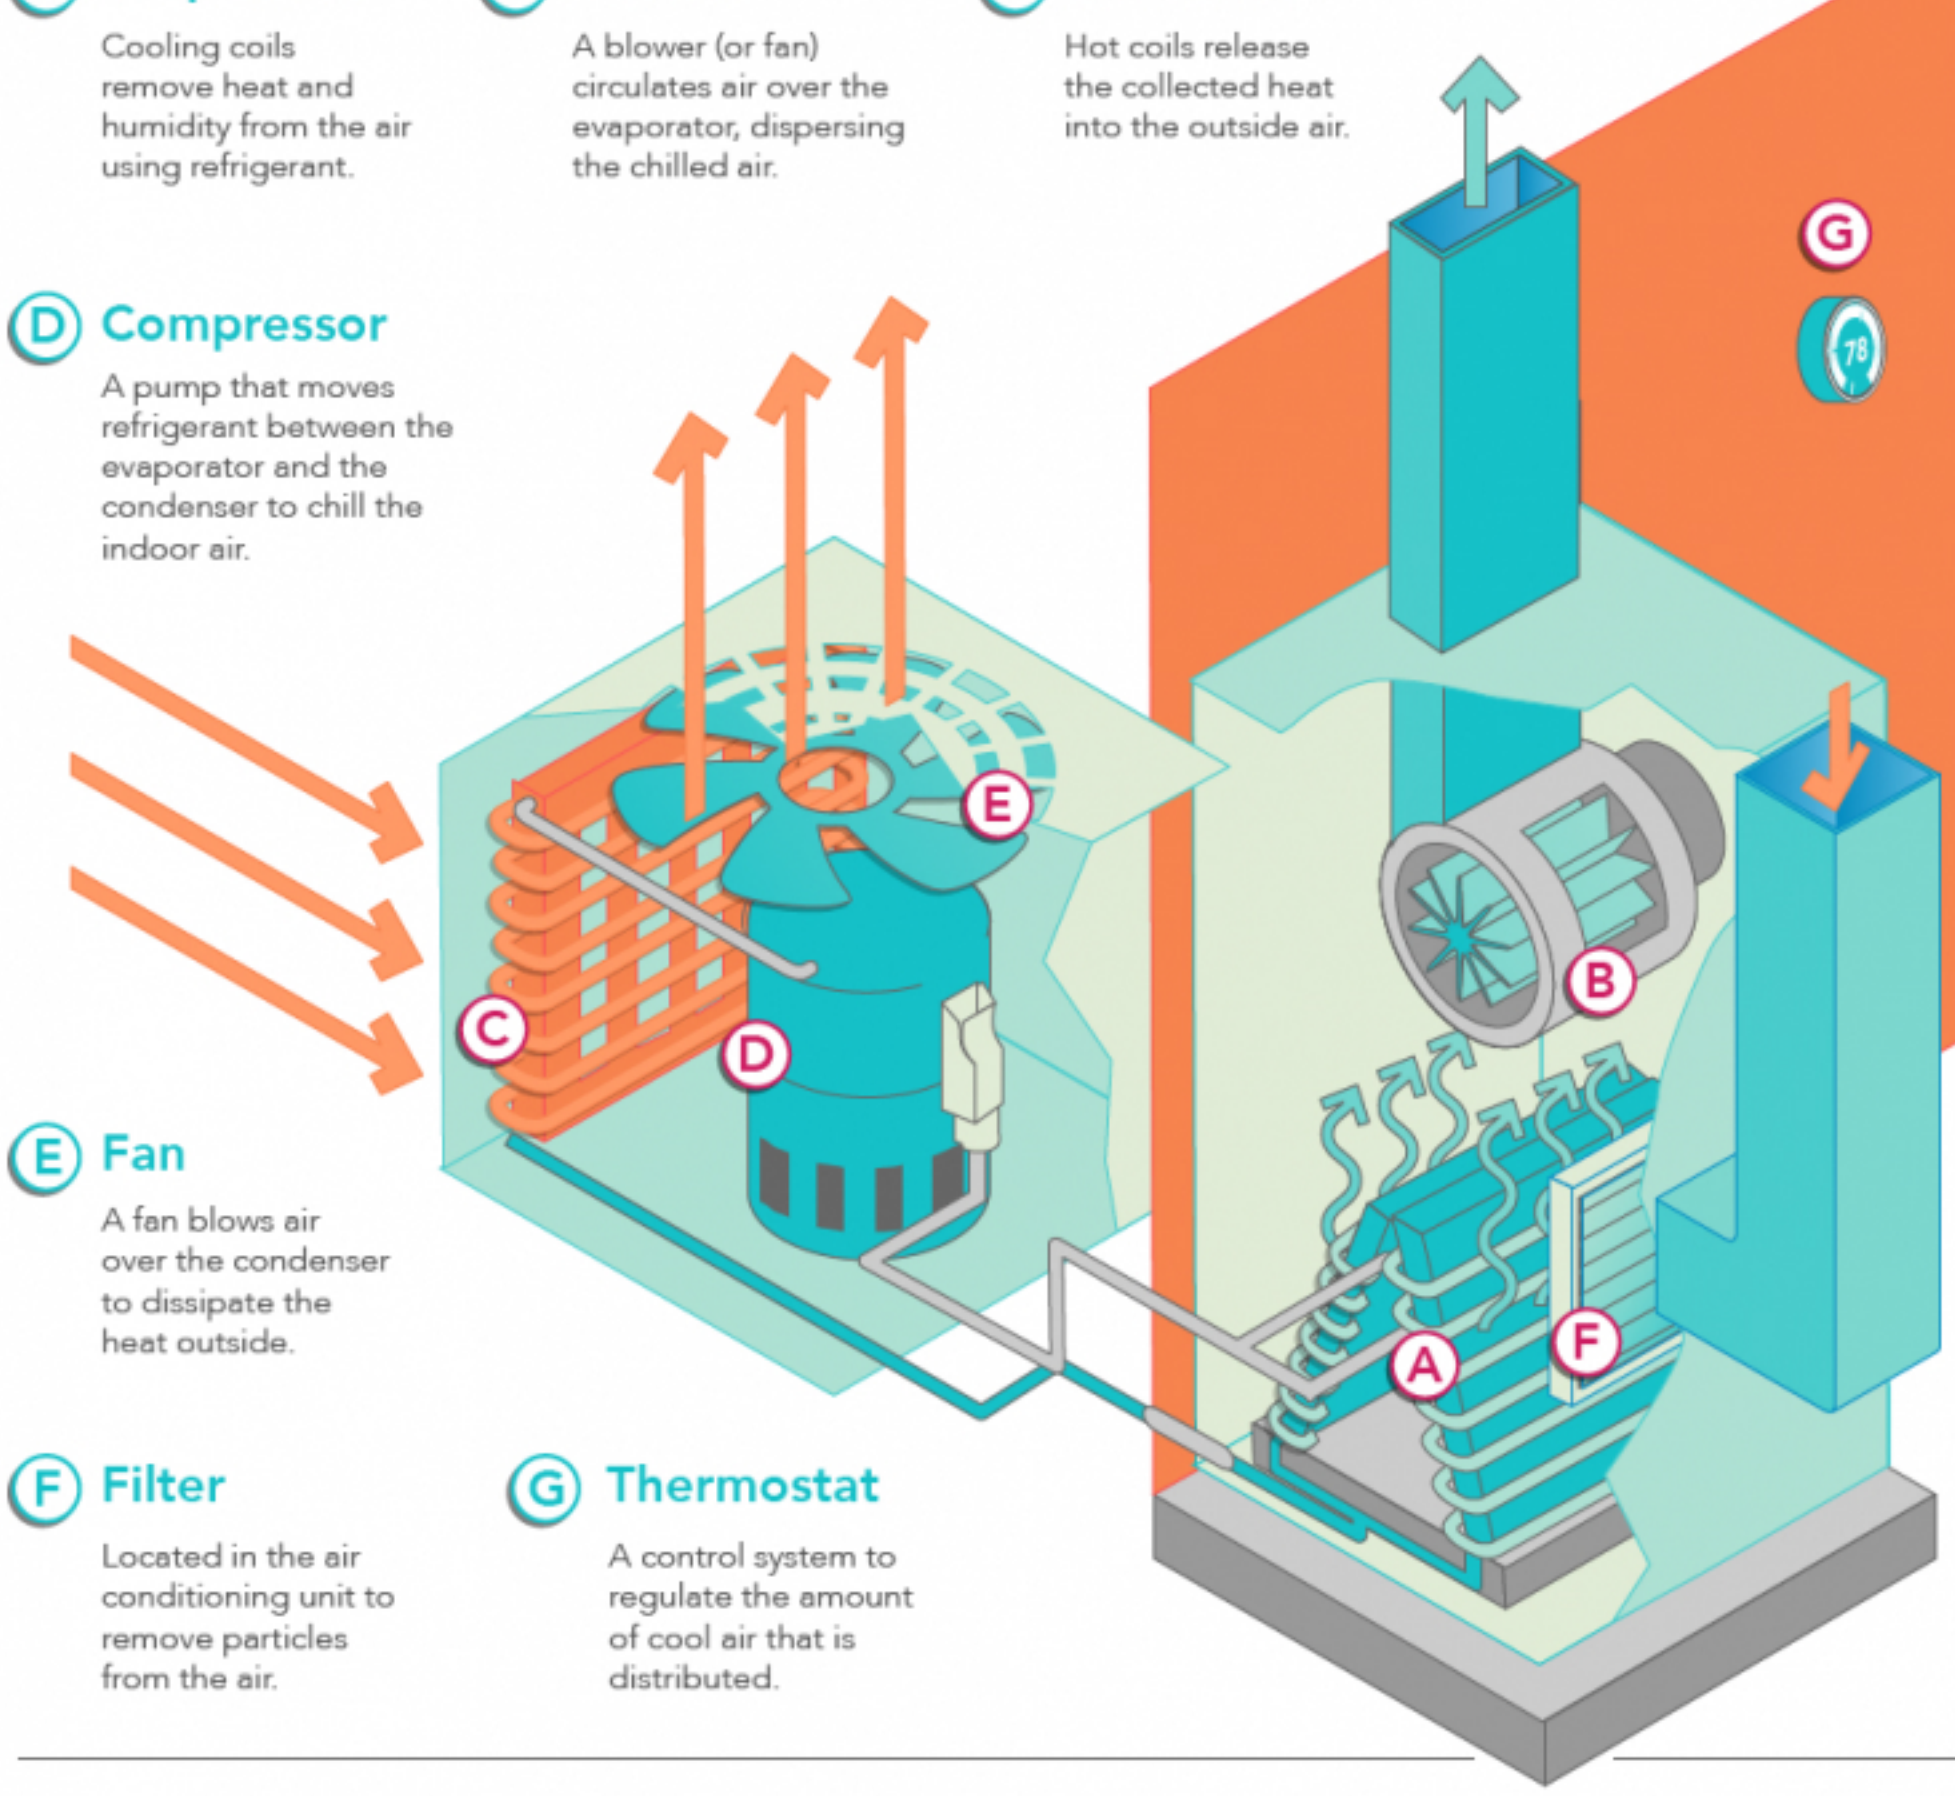 Cooling coils
remove heat and
humidity from the air
using refrigerant.
A blower (or fan)
circulates air over the
evaporator, dispersing
the chilled air.
Hot coils release
the collected heat
into the outside air.
D Compressor
A pump that moves
refrigerant between the
evaporator and the
condenser to chill the
indoor air.
G
78
E
B
C
D
E Fan
A fan blows air
over the condenser
to dissipate the
heat outside.
F
A
F Filter
Located in the air
conditioning unit to
remove particles
from the air.
G Thermostat
A control system to
regulate the amount
of cool air that is
distributed.